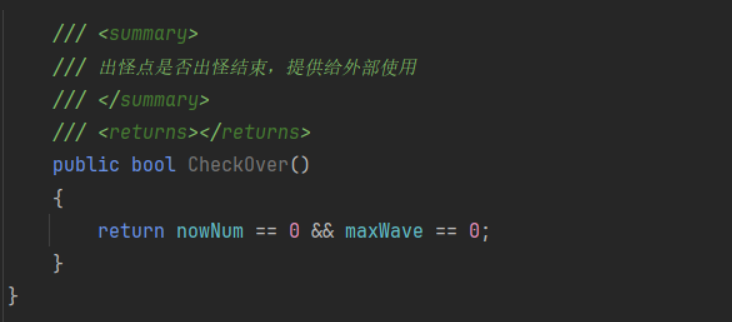 /// <summary>
/// 出怪点是否出怪结束，提供给外部使用
/// </summary>
/// <returns></returns>
public bool CheckOver()
{
    return nowNum == 0 && maxWave == 0;
}
}